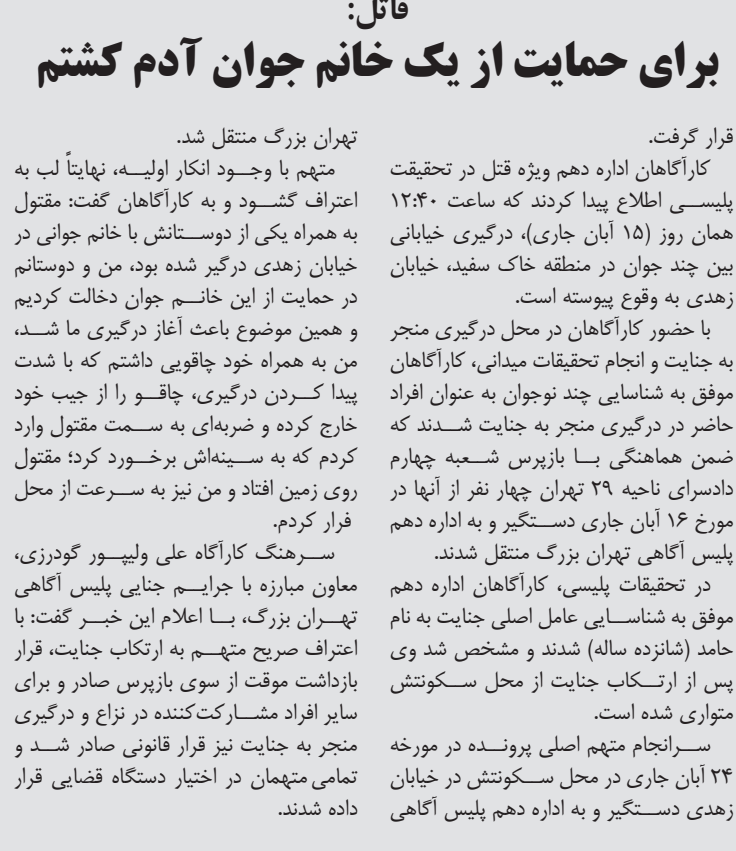 قاتل:
برای حمایت از یک خانم جوان آدم کشتم
قرار گرفت.
کارآگاهان اداره دهم ویژه قتل در تحقیقت
پلیسی اطلاع پیدا کردند که ساعت ۱۲:۴۰
همان روز (۱۵ آبان جاری)، درگیری خیابانی
بین چند جوان در منطقه خاک سفید، خیابان
زهدی به وقوع پیوسته است.
با حضور کارآگاهان در محل درگیری منجر
به جنایت و انجام تحقیقات میدانی، کارآگاهان
موفق به شناسایی چند نوجوان به عنوان افراد
حاضر در درگیری منجر به جنایت شدند که
ضمن هماهنگی با بازپرس شعبه چهارم
دادسرای ناحیه ۲۹ تهران چهار نفر از آنها در
مورخ ۱۶ آبان جاری دستگیر و به اداره دهم
پلیس آگاهی تهران بزرگ منتقل شدند.
در تحقیقات پلیسی، کارآگاهان اداره دهم
موفق به شناسایی عامل اصلی جنایت به نام
حامد (شانزده ساله) شدند و مشخص شد وی
پس از ارتکاب جنایت از محل سکونتش
متواری شده است.
سرانجام متهم اصلی پرونده در مورخه
۲۴ آبان جاری در محل سکونتش در خیابان
زهدی دستگیر و به اداره دهم پلیس آگاهی
تهران بزرگ منتقل شد.
متهم با وجود انکار اولیه، نهایتاً لب به
اعتراف گشود و به کارآگاهان گفت: مقتول
به همراه یکی از دوستانش با خانم جوانی در
خیابان زهدی درگیر شده بود، من و دوستانم
در حمایت از این خانم جوان دخالت کردیم
و همین موضوع باعث آغاز درگیری ما شد،
من به همراه خود چاقویی داشتم که با شدت
پیدا کردن درگیری، چاقو را از جیب خود
خارج کرده و ضربه‌ای به سمت مقتول وارد
کردم که به سینه‌اش برخورد کرد؛ مقتول
روی زمین افتاد و من نیز به سرعت از محل
فرار کردم.
سرهنگ کارآگاه علی ولیپور گودرزی،
معاون مبارزه با جرایم جنایی پلیس آگاهی
تهران بزرگ، با اعلام این خبر گفت: با
اعتراف صریح متهم به ارتکاب جنایت، قرار
بازداشت موقت از سوی بازپرس صادر و برای
سایر افراد مشارکت‌کننده در نزاع و درگیری
منجر به جنایت نیز قرار قانونی صادر شد و
تمامی متهمان در اختیار دستگاه قضایی قرار
داده شدند.